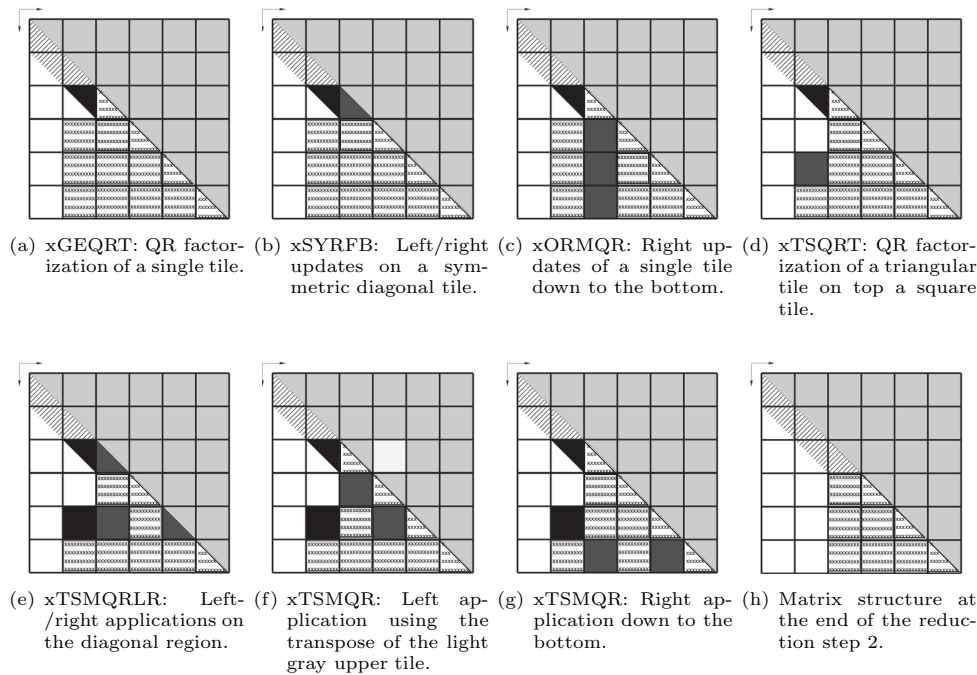 (a) xGEQRT: QR factor-
ization of a single tile.
(b) xSYRFB: Left/right
updates on a sym-
metric diagonal tile.
(c) xORMQR: Right up-
dates of a single tile
down to the bottom.
(d) xTSQRT: QR factor-
ization of a triangular
tile on top a square
tile.
(e) xTSMQRLR: Left-
/right applications on
the diagonal region.
(f) xTSMQR: Left ap-
plication using the
transpose of the light
gray upper tile.
(g) xTSMQR: Right ap-
plication down to the
bottom.
(h) Matrix structure at
the end of the reduc-
tion step 2.